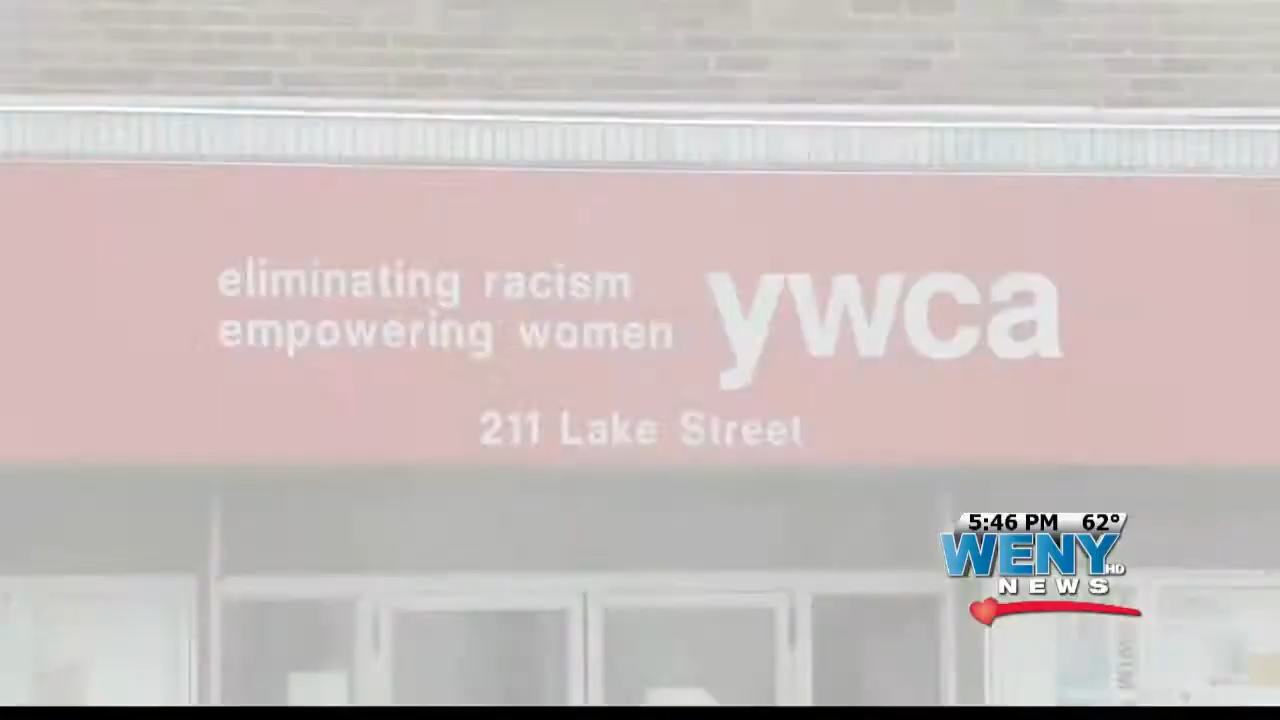 eliminating racism
empowering women
ywca
211 Lake Street
5:46 PM 62°
WENY HD
NEWS